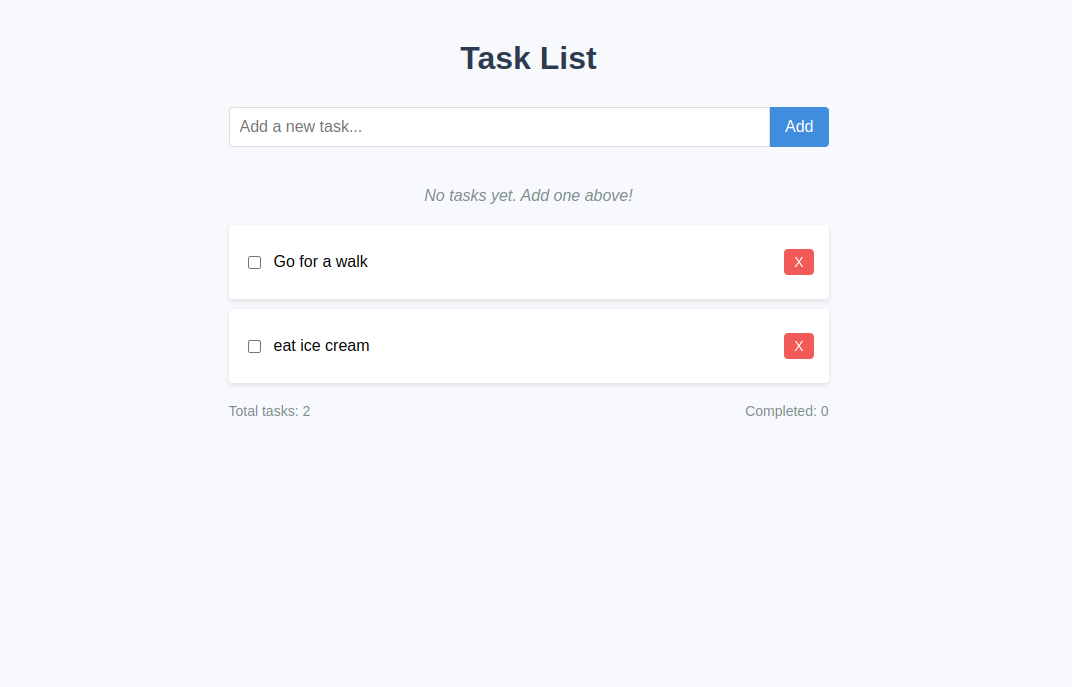 Task List
Add a new task...
Add
No tasks yet. Add one above!
Go for a walk
X
eat ice cream
X
Total tasks: 2
Completed: 0